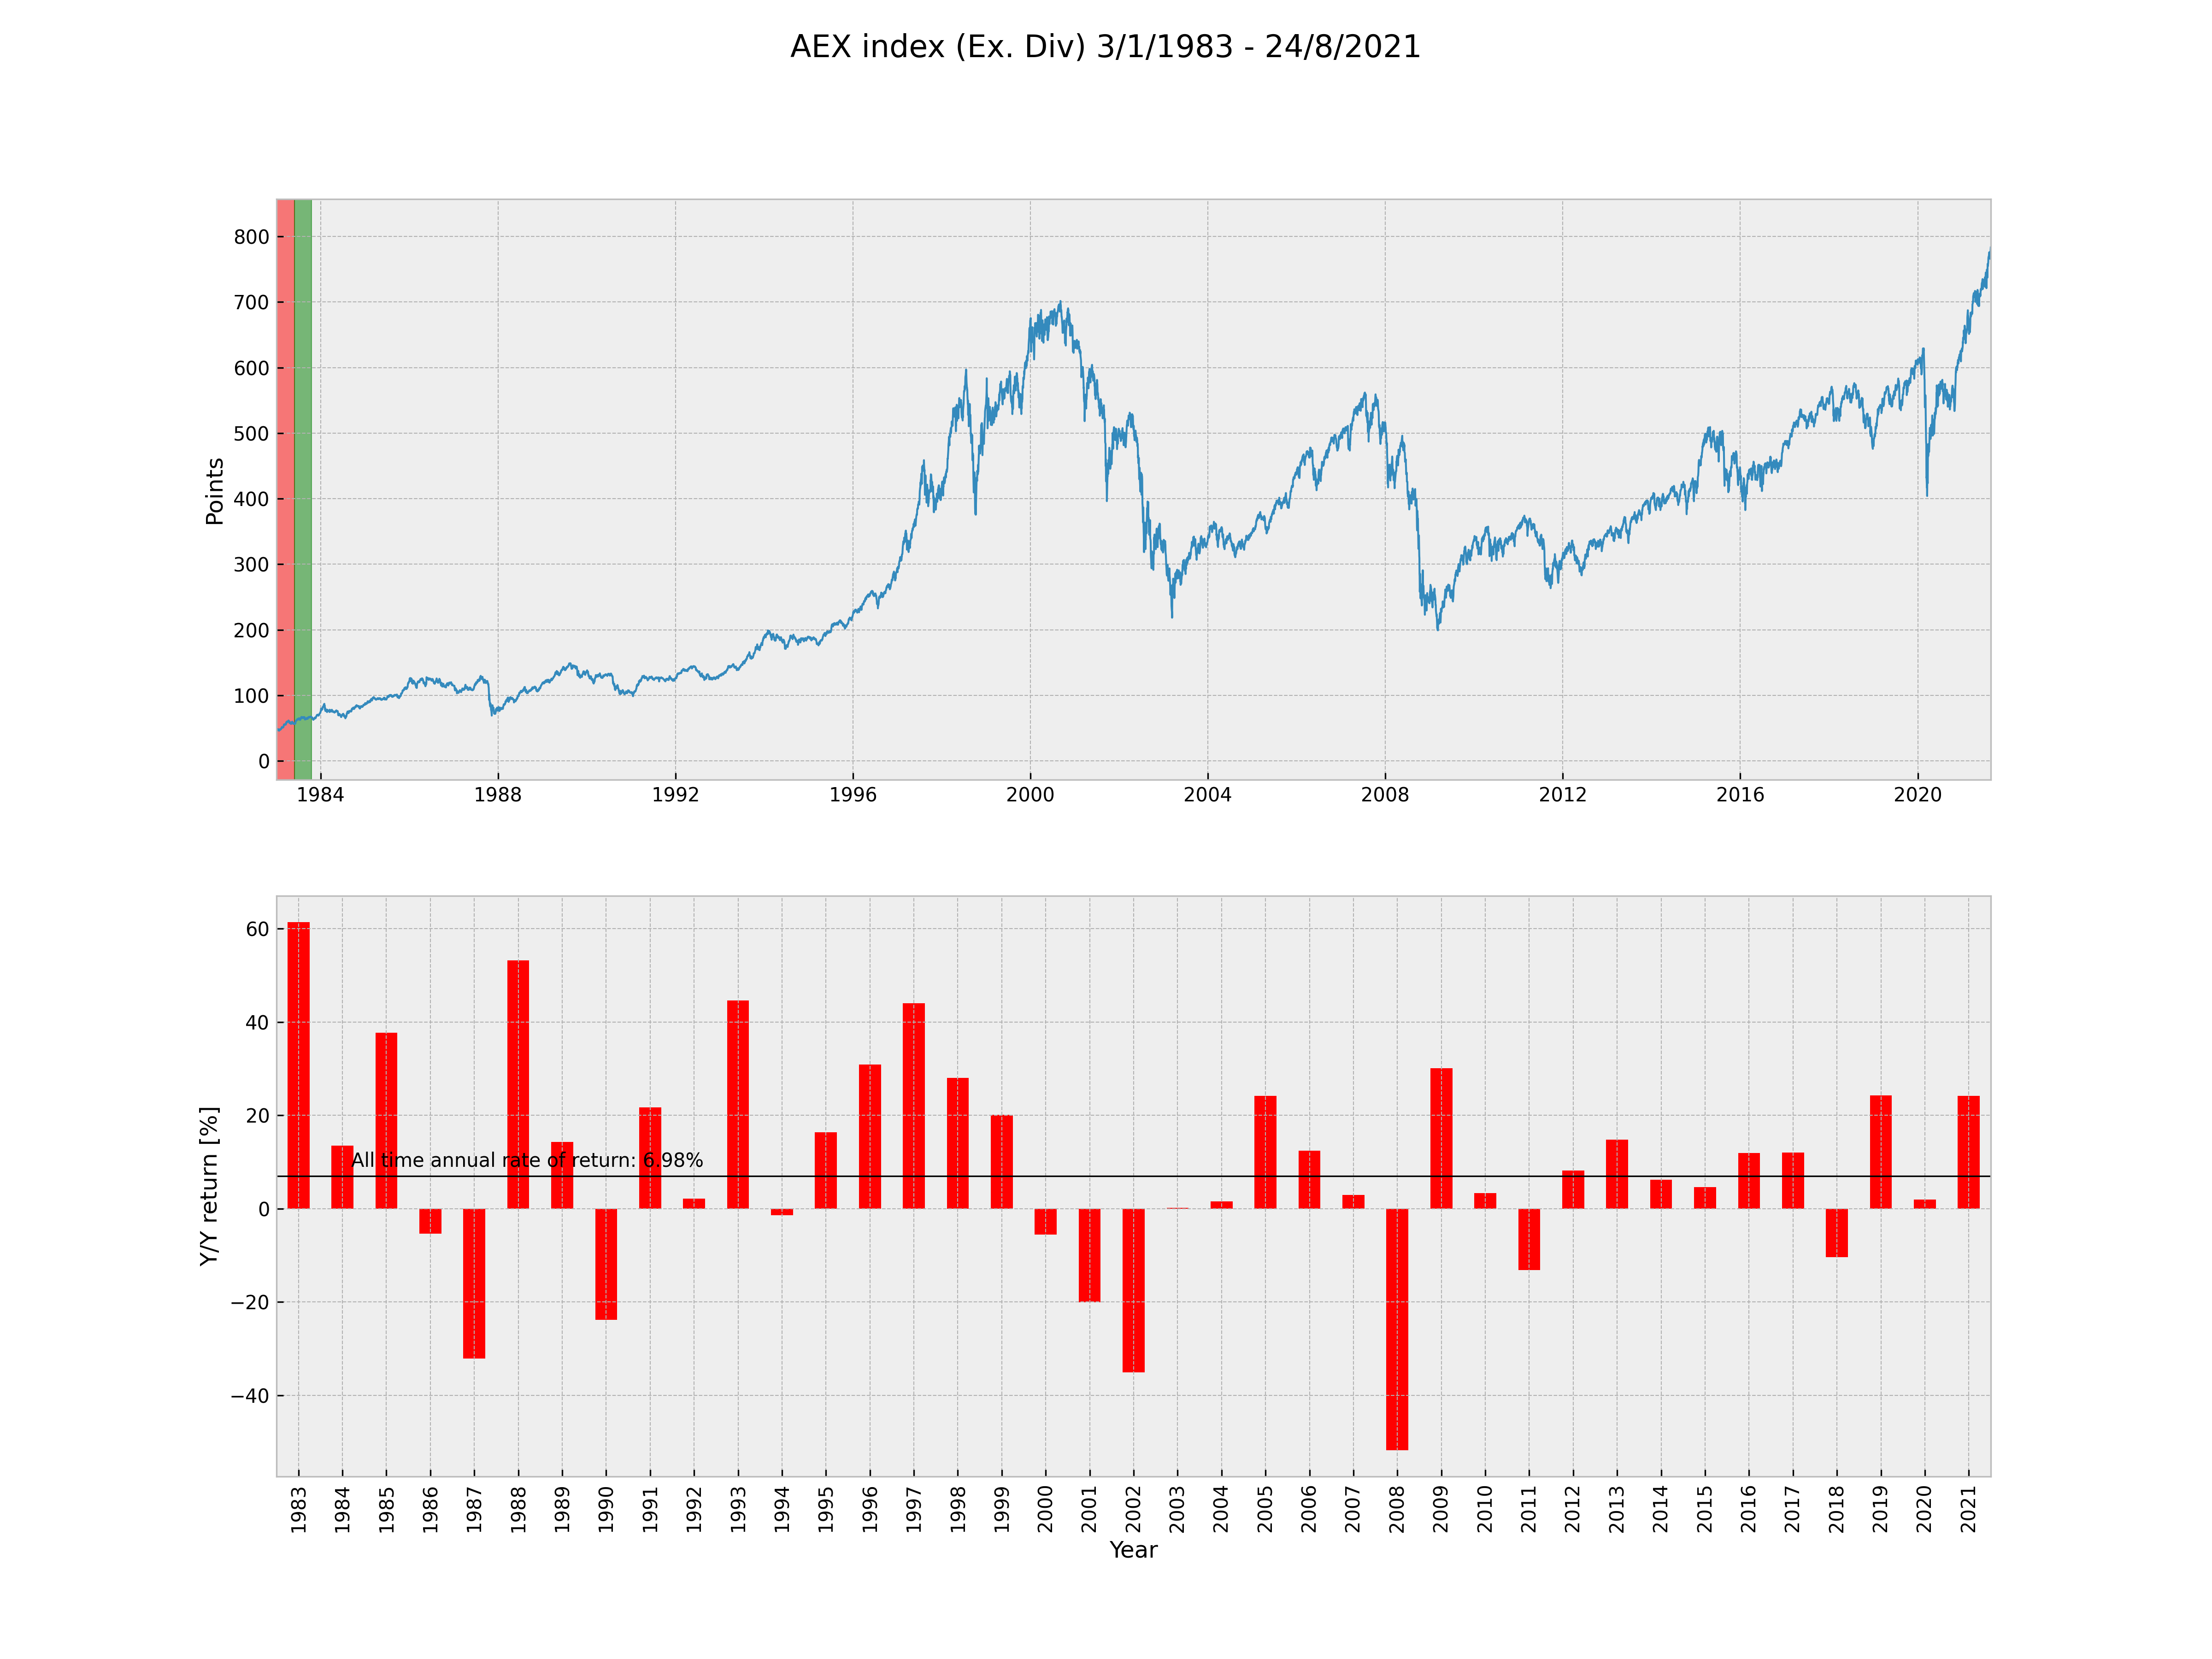 AEX index (Ex. Div) 3/1/1983 - 24/8/2021
Points
800
700
600
500
400
300
200
100
0
1984 1988 1992 1996 2000 2004 2008 2012 2016 2020
Y/Y return [%]
60
40
20
0
−20
−40
All time annual rate of return: 6.98%
1983 1984 1985 1986 1987 1988 1989 1990 1991 1992 1993 1994 1995 1996 1997 1998 1999 2000 2001 2002 2003 2004 2005 2006 2007 2008 2009 2010 2011 2012 2013 2014 2015 2016 2017 2018 2019 2020 2021
Year